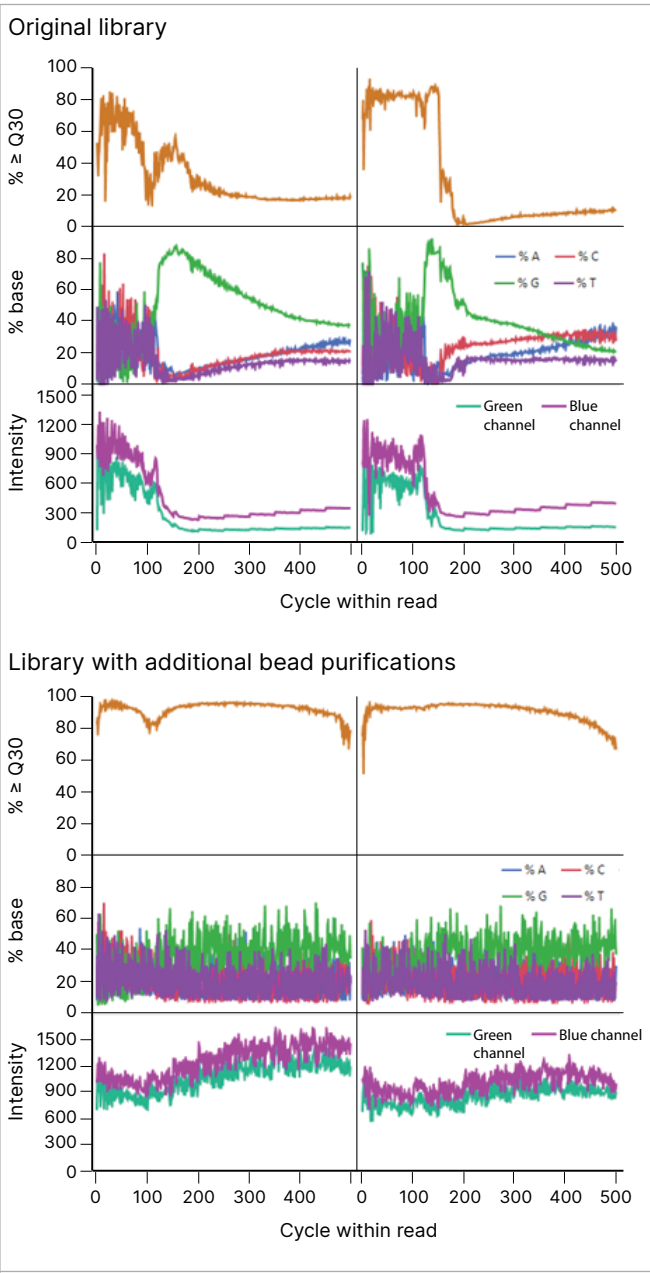 Original library
100
80
60
40
20
0
% ≥ Q30
80
60
40
20
0
% base
% A % C
% G % T
1500
1200
900
600
300
0
Intensity
Green channel
Blue channel
0 100 200 300 400 0 100 200 300 400 500
Cycle within read
Library with additional bead purifications
100
80
60
40
20
0
% ≥ Q30
80
60
40
20
0
% base
% A % C
% G % T
1500
1200
900
600
300
0
Intensity
Green channel
Blue channel
0 100 200 300 400 0 100 200 300 400 500
Cycle within read